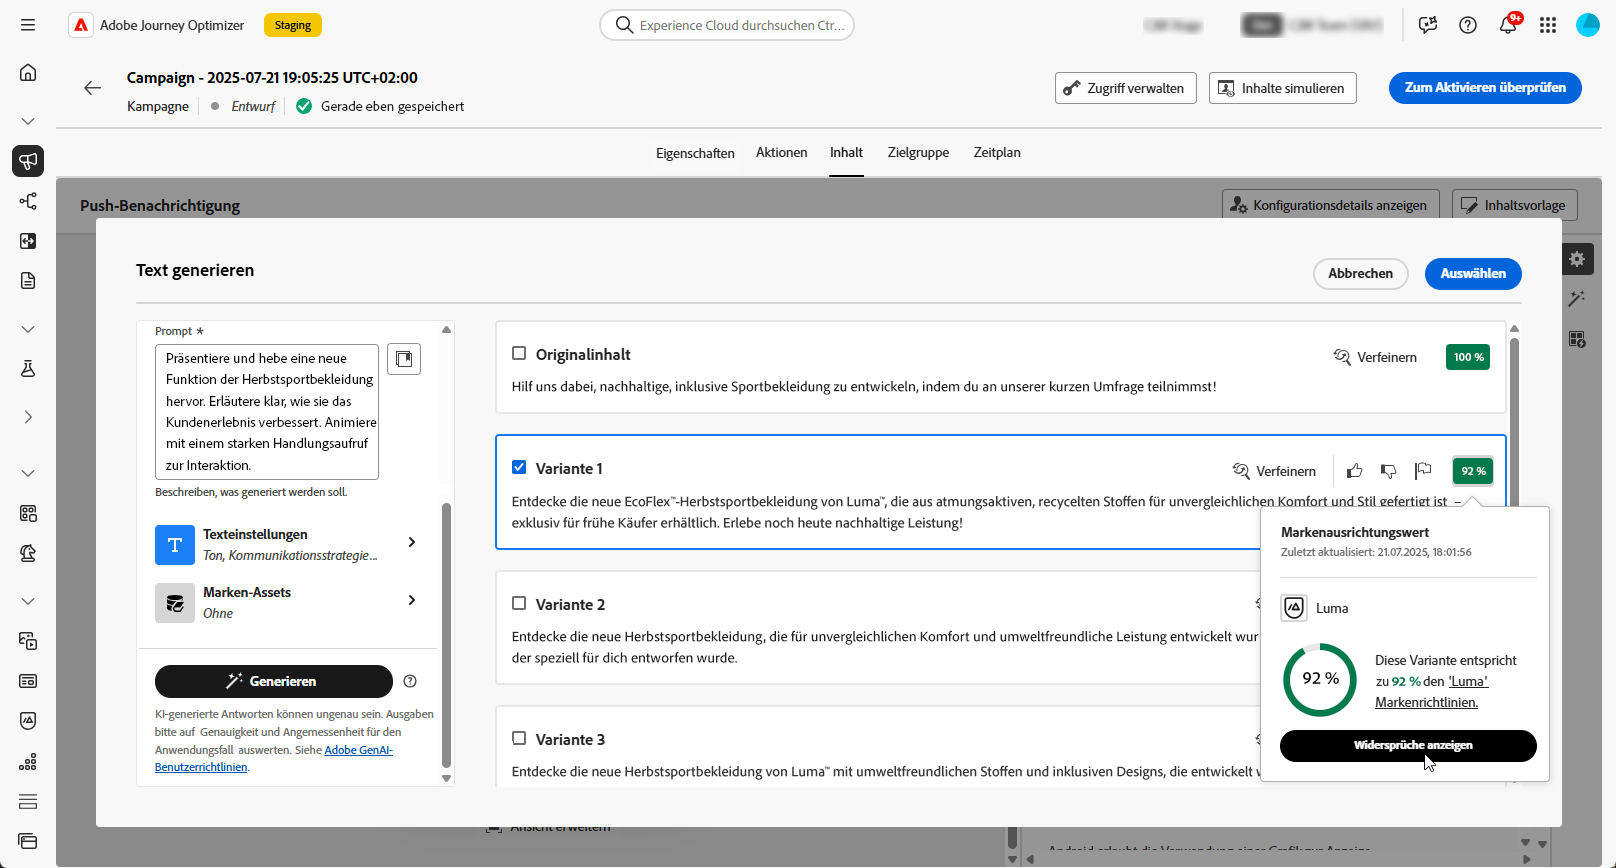 Adobe Journey Optimizer
Staging
Experience Cloud durchsuchen Ctr...
9+
Campaign - 2025-07-21 19:05:25 UTC+02:00
Kampagne
Entwurf
Gerade eben gespeichert
Zugriff verwalten
Inhalte simulieren
Zum Aktivieren überprüfen
Eigenschaften
Aktionen
Inhalt
Zielgruppe
Zeitplan
Push-Benachrichtigung
Konfigurationsdetails anzeigen
Inhaltsvorlage
Text generieren
Abbrechen
Auswählen
Prompt *
Präsentiere und hebe eine neue
Funktion der Herbstsportbekleidung
hervor. Erläutere klar, wie sie das
Kundenerlebnis verbessert. Animiere
mit einem starken Handlungsaufruf
zur Interaktion.
Beschreiben, was generiert werden soll.
Texteinstellungen
Ton, Kommunikationsstrategie...
Marken-Assets
Ohne
Generieren
KI-generierte Antworten können ungenau sein. Ausgaben
bitte auf Genauigkeit und Angemessenheit für den
Anwendungsfall auswerten. Siehe Adobe GenAI-
Benutzerrichtlinien.
Originalinhalt
Verfeinern
100 %
Hilf uns dabei, nachhaltige, inklusive Sportbekleidung zu entwickeln, indem du an unserer kurzen Umfrage teilnimmst!
Variante 1
Verfeinern
92 %
Entdecke die neue EcoFlex™-Herbstsportbekleidung von Luma™, die aus atmungsaktiven, recycelten Stoffen für unvergleichlichen Komfort und Stil gefertigt ist –
exklusiv für frühe Käufer erhältlich. Erlebe noch heute nachhaltige Leistung!
Variante 2
Entdecke die neue Herbstsportbekleidung, die für unvergleichlichen Komfort und umweltfreundliche Leistung entwickelt wur
der speziell für dich entworfen wurde.
Variante 3
Entdecke die neue Herbstsportbekleidung von Luma™ mit umweltfreundlichen Stoffen und inklusiven Designs, die entwickelt
Markenausrichtungswert
Zuletzt aktualisiert: 21.07.2025, 18:01:56
Luma
92 %
Diese Variante entspricht
zu 92 % den 'Luma'
Markenrichtlinien.
Widersprüche anzeigen
Ansicht erweitern
Android erlaubt die Verwendung einer Grafik zur Anzeige